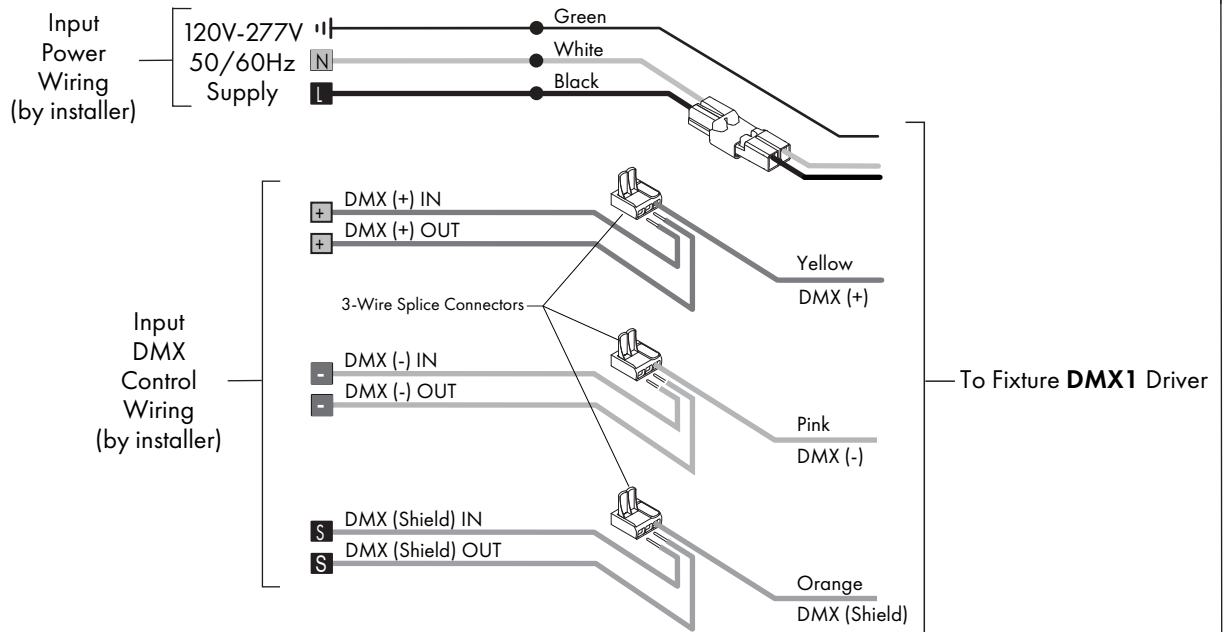 Input
Power
Wiring
(by installer)
120V-277V
50/60Hz
Supply
N
L
Green
White
Black
Input
DMX
Control
Wiring
(by installer)
+
DMX (+) IN
+
DMX (+) OUT
Yellow
DMX (+)
3-Wire Splice Connectors
-
DMX (-) IN
-
DMX (-) OUT
Pink
DMX (-)
S
DMX (Shield) IN
S
DMX (Shield) OUT
Orange
DMX (Shield)
To Fixture DMX1 Driver